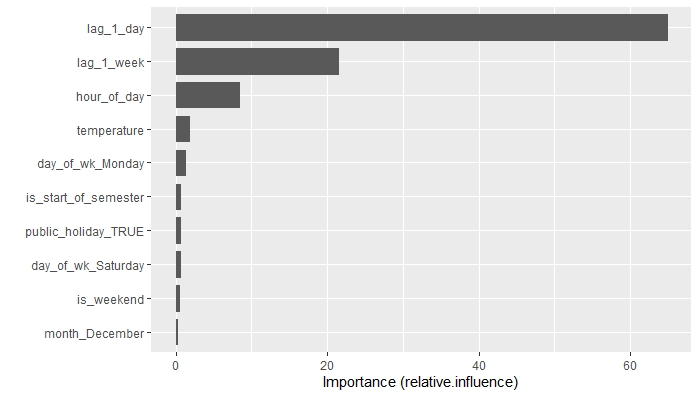 lag_1_day
lag_1_week
hour_of_day
temperature
day_of_wk_Monday
is_start_of_semester
public_holiday_TRUE
day_of_wk_Saturday
is_weekend
month_December
0 20 40 60
Importance (relative.influence)